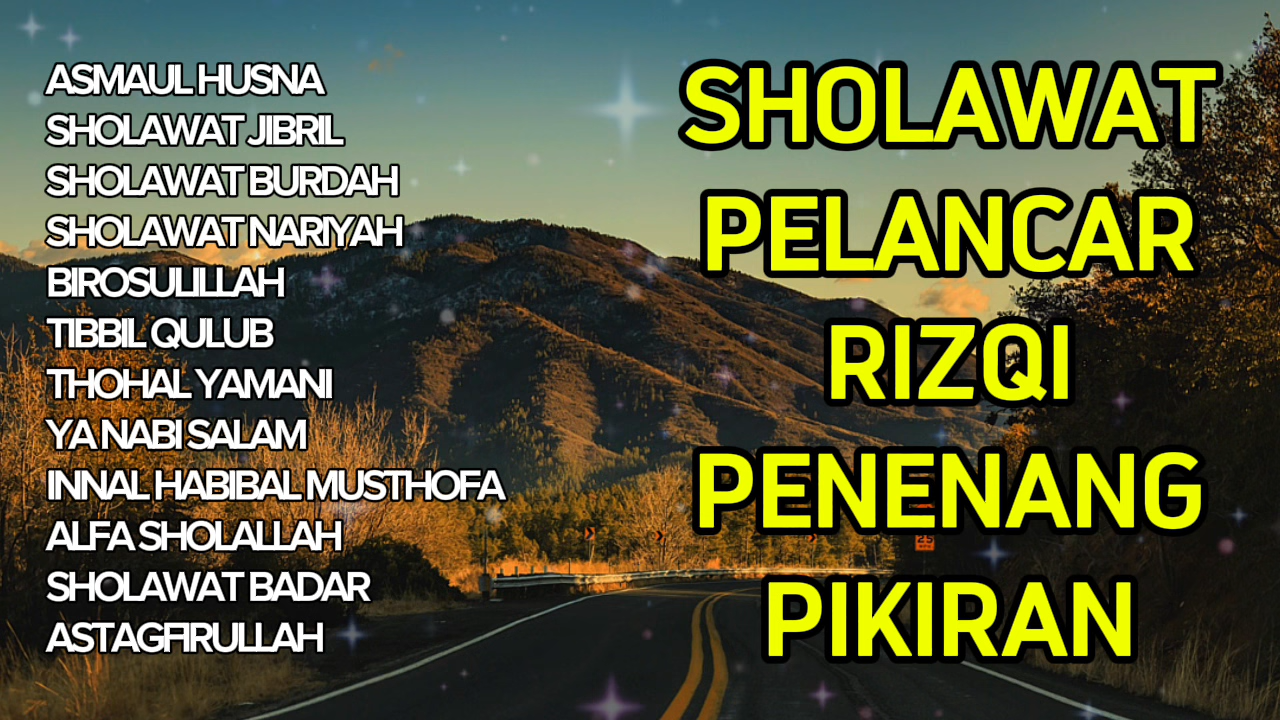 ASMAUL HUSNA
SHOLAWAT JIBRIL
SHOLAWAT BURDAH
SHOLAWAT NARIYAH
BIROSULILLAH
TIBBIL QULUB
THOHAL YAMANI
YA NABI SALAM
INNAL HABIBAL MUSTHOFA
ALFA SHOLALLAH
SHOLAWAT BADAR
ASTAGFIRULLAH
SHOLAWAT
PELANCAR
RIZQI
PENENANG
PIKIRAN
25